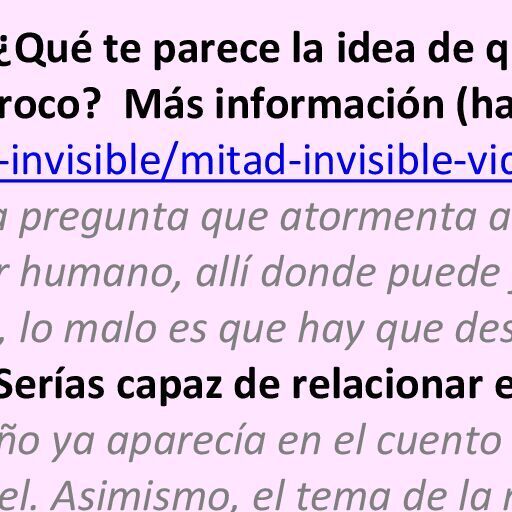 ¿Qué te parece la idea de q
roco? Más información (ha
-invisible/mitad-invisible-vid
a pregunta que atormenta a
r humano, allí donde puede
, lo malo es que hay que des
Serías capaz de relacionar e
ño ya aparecía en el cuento
el. Asimismo, el tema de la